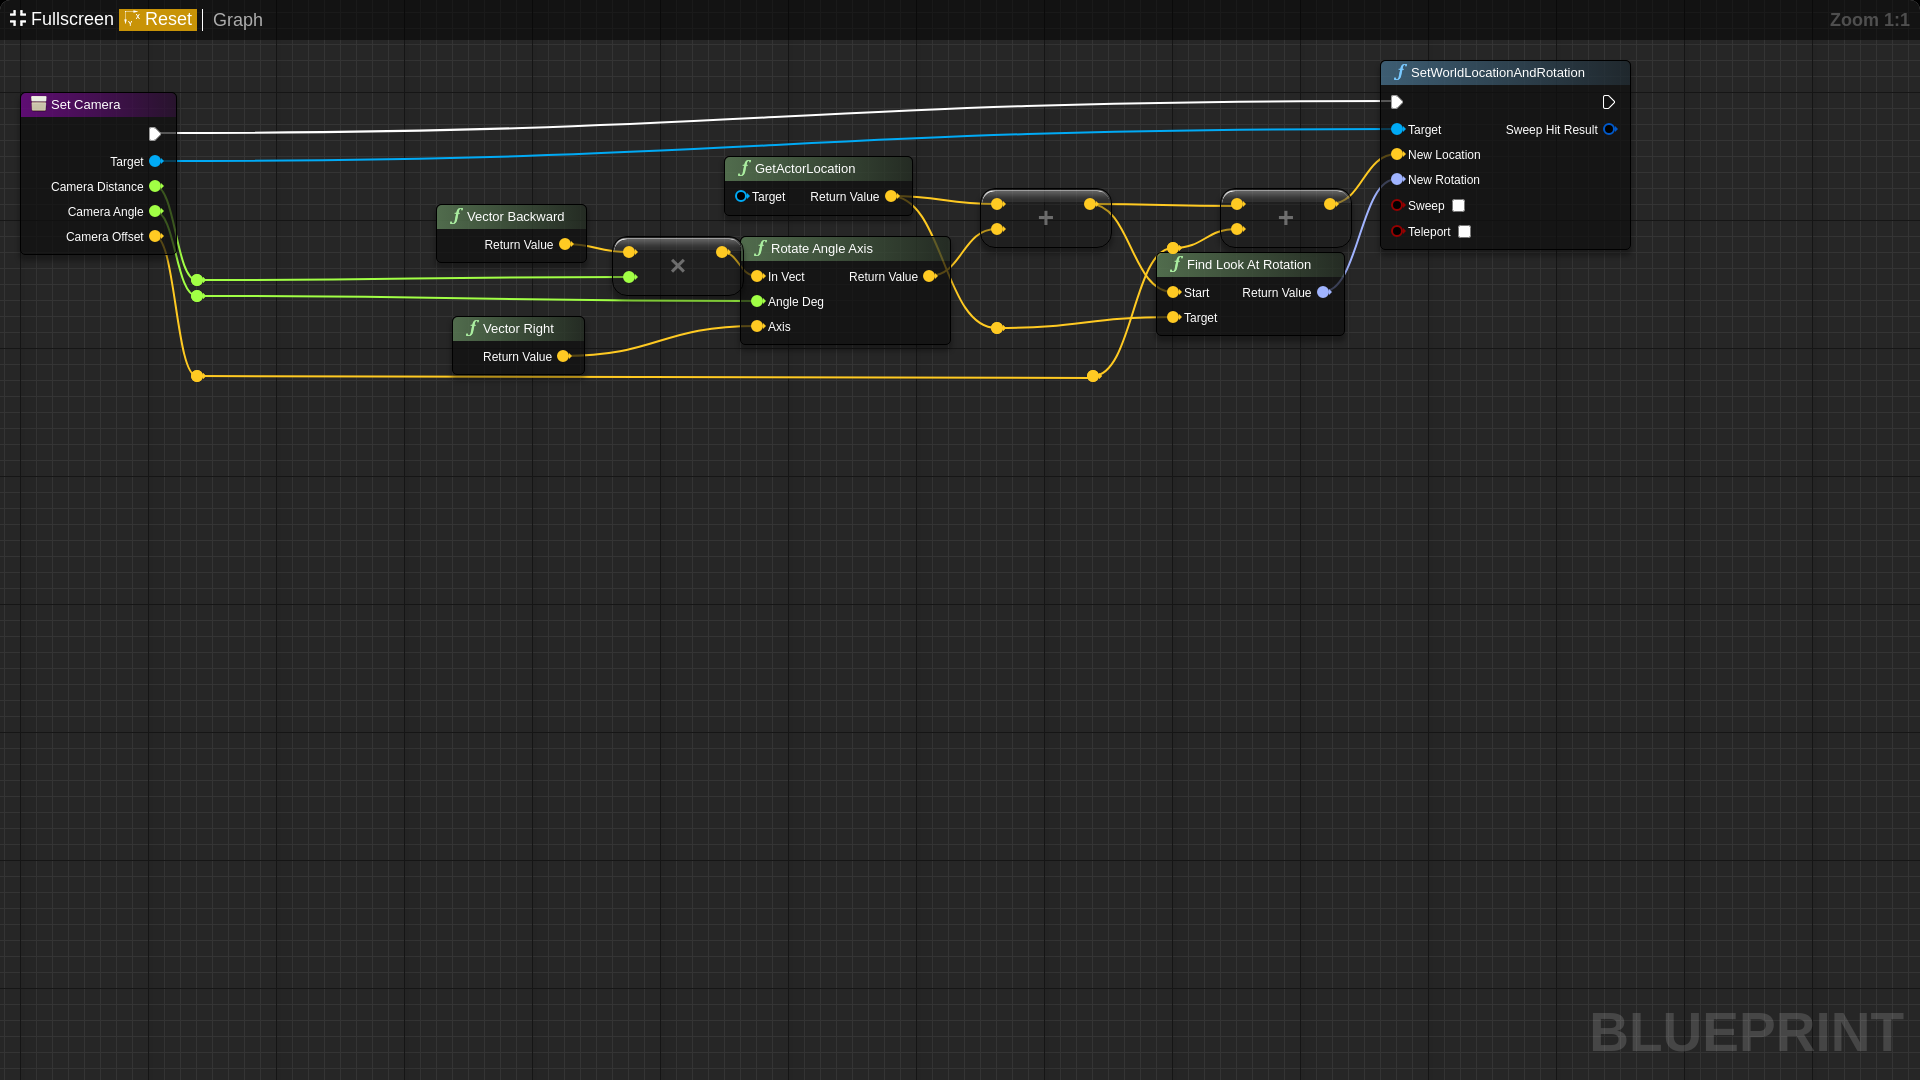 Fullscreen Reset Graph Zoom 1:1
Set Camera
Target
Camera Distance
Camera Angle
Camera Offset
Vector Backward
Return Value
Vector Right
Return Value
×
GetActorLocation
Target Return Value
Rotate Angle Axis
In Vect Return Value
Angle Deg
Axis
+
+
Find Look At Rotation
Start Return Value
Target
SetWorldLocationAndRotation
Target Sweep Hit Result
New Location
New Rotation
Sweep
Teleport
BLUEPRINT